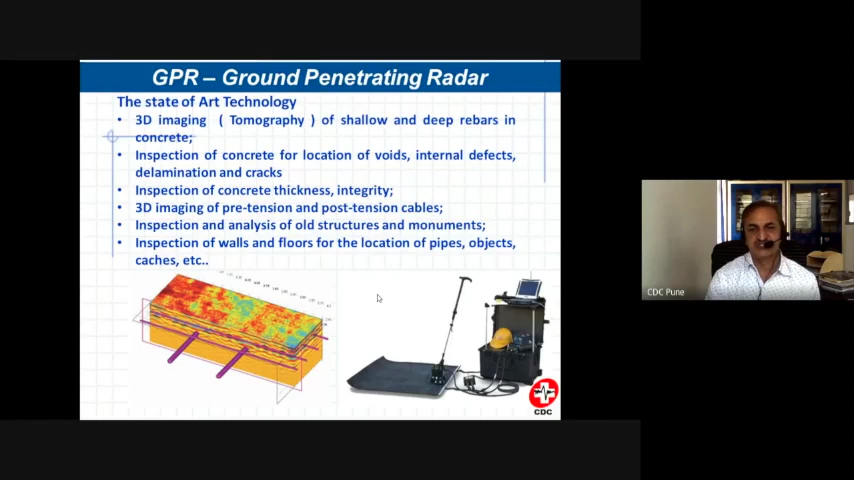 GPR – Ground Penetrating Radar
The state of Art Technology
• 3D imaging ( Tomography ) of shallow and deep rebars in
concrete;
• Inspection of concrete for location of voids, internal defects,
delamination and cracks
• Inspection of concrete thickness, integrity;
• 3D imaging of pre-tension and post-tension cables;
• Inspection and analysis of old structures and monuments;
• Inspection of walls and floors for the location of pipes, objects,
caches, etc..
CDC
CDC Pune